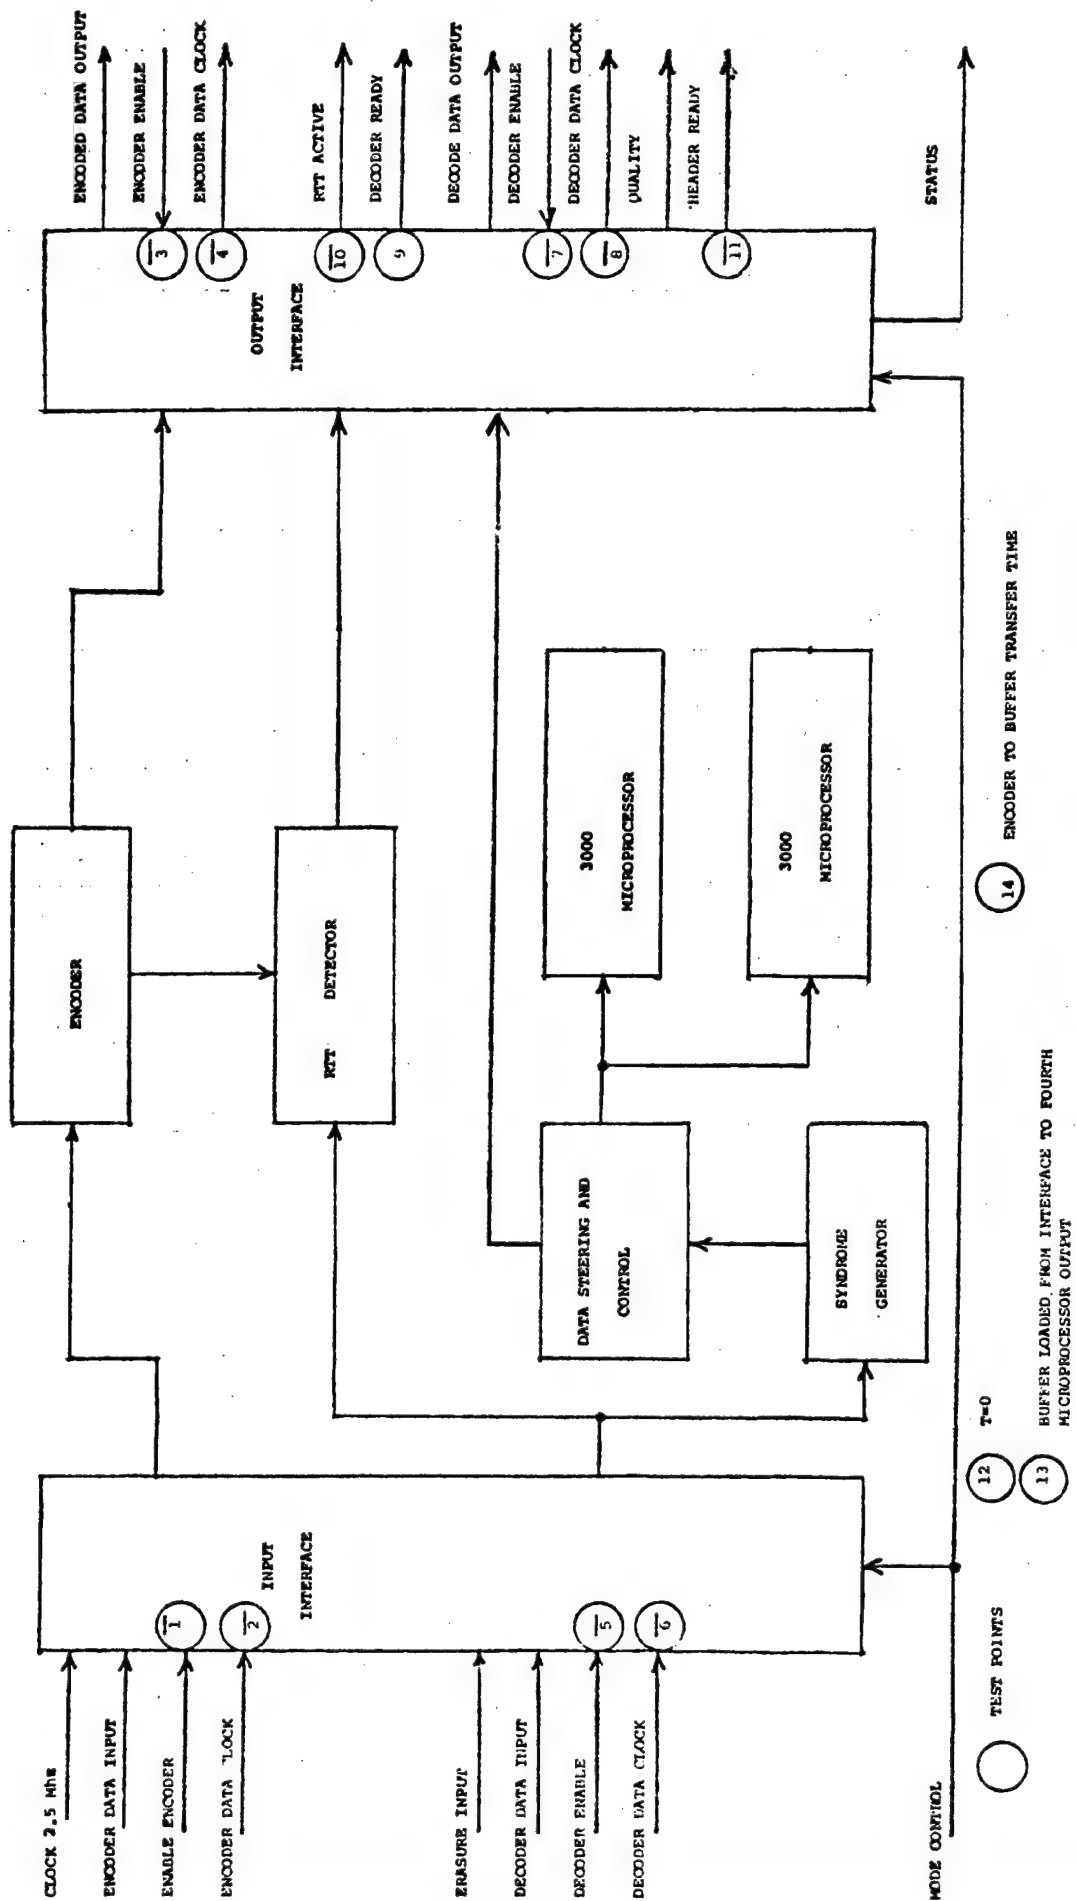 CLOCK 2.5 Mhz
ENCODER DATA INPUT
ENABLE ENCODER
ENCODER DATA CLOCK
ERASURE INPUT
DECODER DATA INPUT
DECODER ENABLE
DECODER DATA CLOCK
MODE CONTROL
1
2
INPUT
INTERFACE
5
6
ENCODER
RTT DETECTOR
DATA STEERING AND
CONTROL
SYNDROME
GENERATOR
3000
MICROPROCESSOR
3000
MICROPROCESSOR
OUTPUT
INTERFACE
3
4
10
9
7
8
11
ENCODED DATA OUTPUT
ENCODER ENABLE
ENCODER DATA CLOCK
RTT ACTIVE
DECODER READY
DECODE DATA OUTPUT
DECODER ENABLE
DECODER DATA CLOCK
QUALITY
HEADER READY
STATUS
TEST POINTS
12 T=0
13 BUFFER LOADED FROM INTERFACE TO FOURTH
MICROPROCESSOR OUTPUT
14 ENCODER TO BUFFER TRANSFER TIME